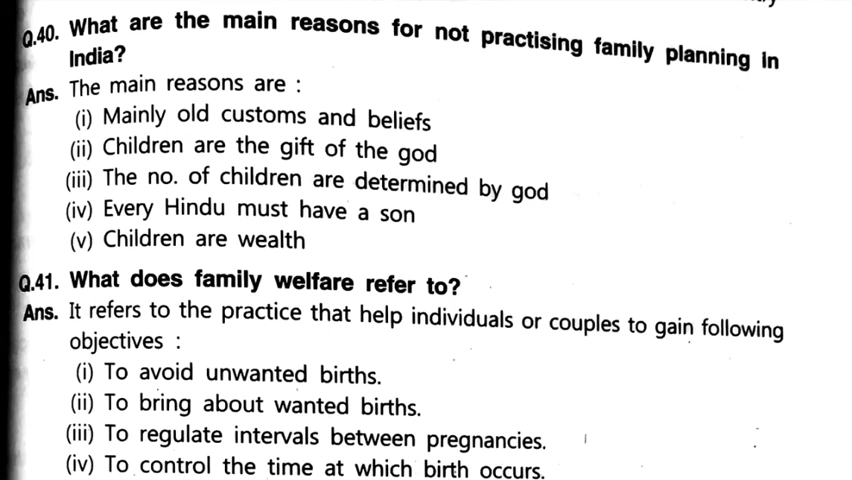 Q.40. What are the main reasons for not practising family planning in
India?
Ans. The main reasons are :
(i) Mainly old customs and beliefs
(ii) Children are the gift of the god
(iii) The no. of children are determined by god
(iv) Every Hindu must have a son
(v) Children are wealth
Q.41. What does family welfare refer to?
Ans. It refers to the practice that help individuals or couples to gain following
objectives :
(i) To avoid unwanted births.
(ii) To bring about wanted births.
(iii) To regulate intervals between pregnancies.
(iv) To control the time at which birth occurs.